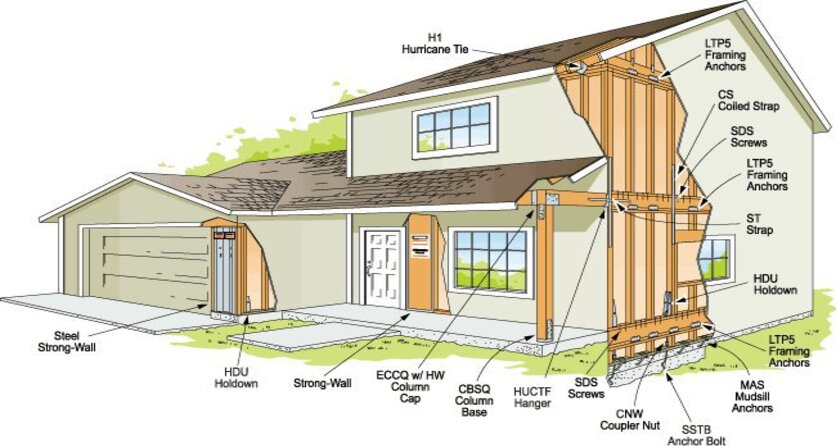 H1
Hurricane Tie
LTP5
Framing
Anchors
CS
Coiled Strap
SDS
Screws
LTP5
Framing
Anchors
ST
Strap
HDU
Holdown
LTP5
Framing
Anchors
MAS
Mudsill
Anchors
SSTB
Anchor Bolt
CNW
Coupler Nut
SDS
Screws
HUCTF
Hanger
CBSQ
Column
Base
ECCQ w/ HW
Column
Cap
Strong-Wall
HDU
Holdown
Steel
Strong-Wall